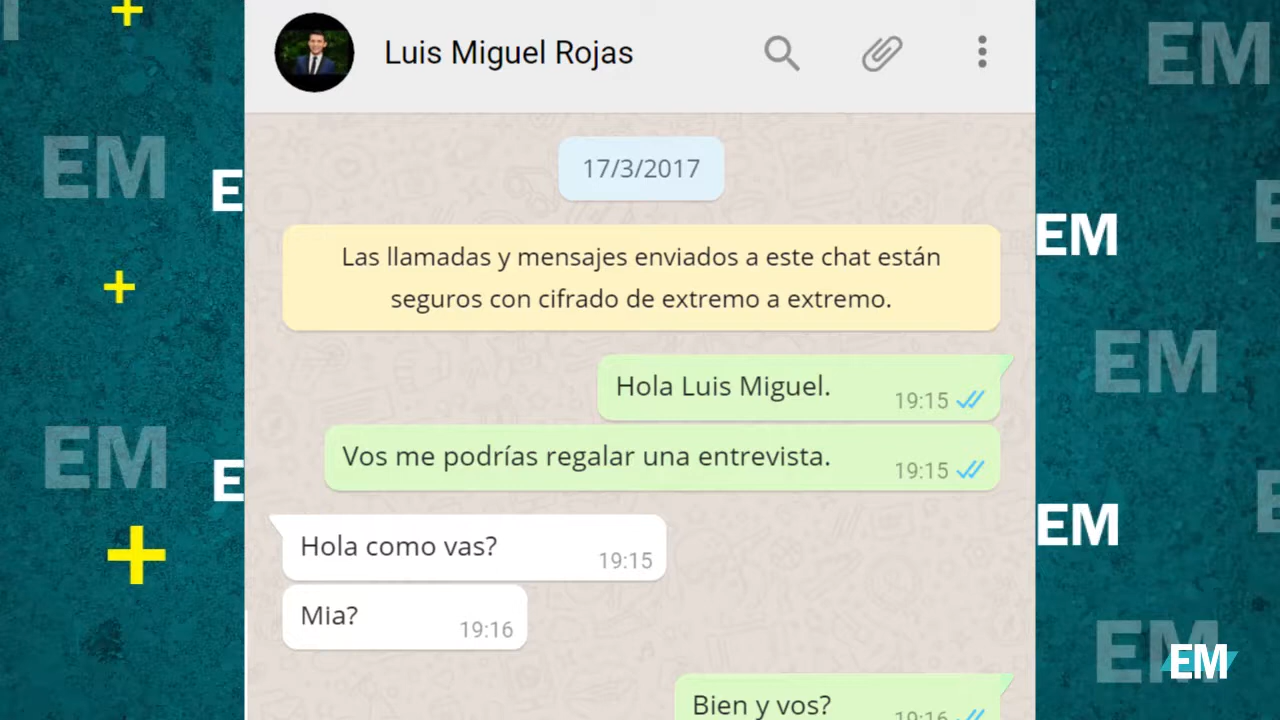 Luis Miguel Rojas
17/3/2017
Las llamadas y mensajes enviados a este chat están
seguros con cifrado de extremo a extremo.
Hola Luis Miguel.
19:15
Vos me podrías regalar una entrevista.
19:15
Hola como vas?
19:15
Mia?
19:16
Bien y vos?
19:16
EM
EM
EM
EM
EM
EM
EM
EM